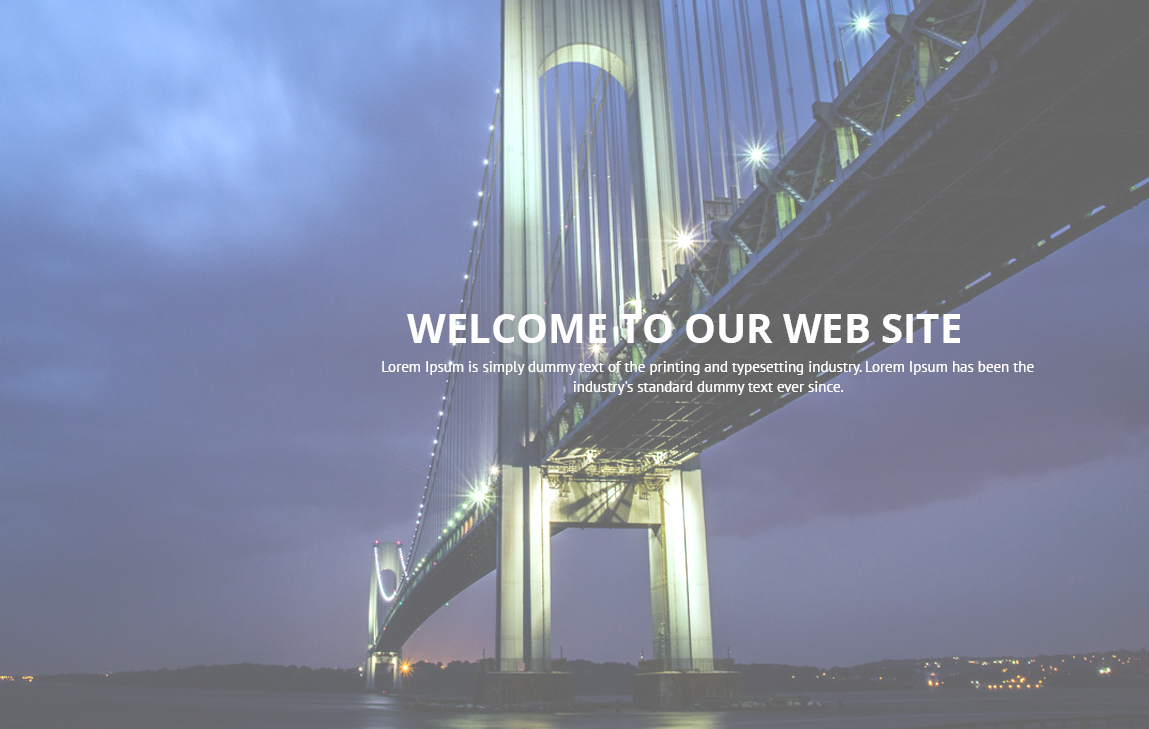 WELCOME TO OUR WEB SITE
Lorem Ipsum is simply dummy text of the printing and typesetting industry. Lorem Ipsum has been the
industry's standard dummy text ever since.